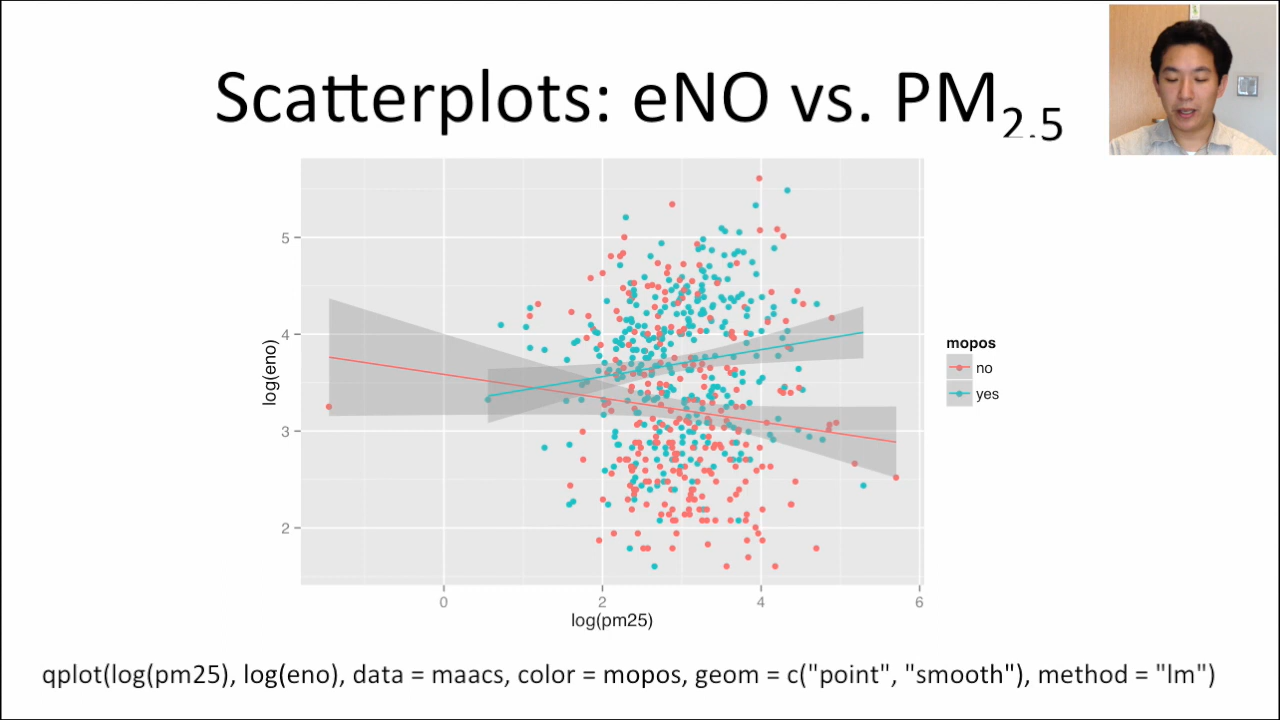 Scatterplots: eNO vs. PM2.5
5
4
3
2
log(eno)
0 2 4 6
log(pm25)
mopos
no
yes
qplot(log(pm25), log(eno), data = maacs, color = mopos, geom = c("point", "smooth"), method = "lm")